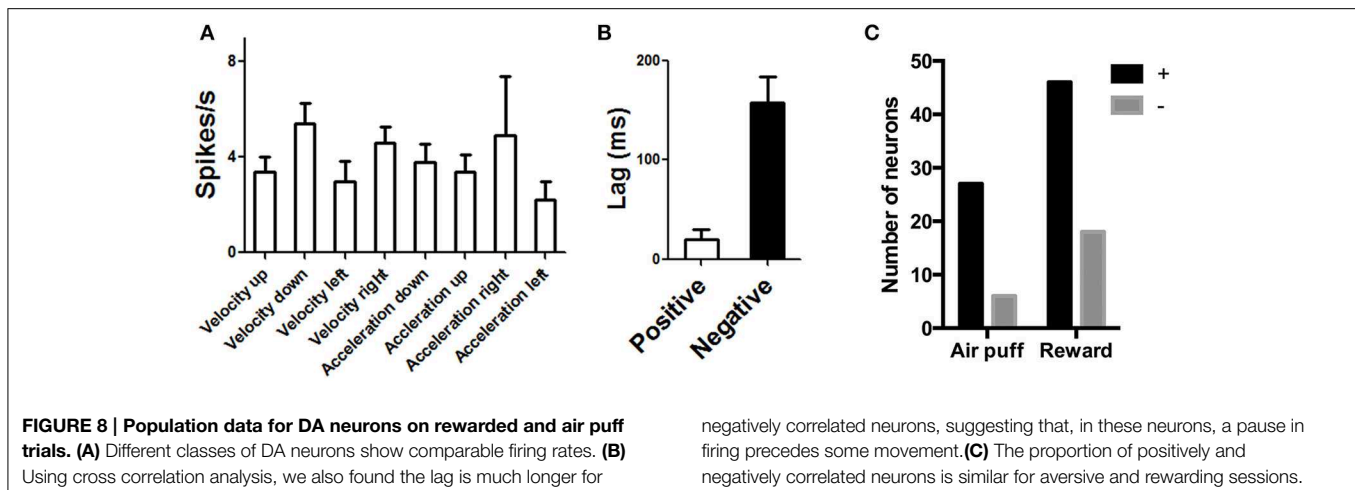 A
8
4
0
Spikes/s
Velocity up
Velocity down
Velocity left
Velocity right
Acceleration down
Accleration up
Acceleration right
Acceleration left
B
200
100
0
Lag (ms)
Positive
Negative
C
50
40
30
20
10
0
Number of neurons
Air puff Reward
+
-
FIGURE 8 | Population data for DA neurons on rewarded and air puff
trials. (A) Different classes of DA neurons show comparable firing rates. (B)
Using cross correlation analysis, we also found the lag is much longer for
negatively correlated neurons, suggesting that, in these neurons, a pause in
firing precedes some movement.(C) The proportion of positively and
negatively correlated neurons is similar for aversive and rewarding sessions.